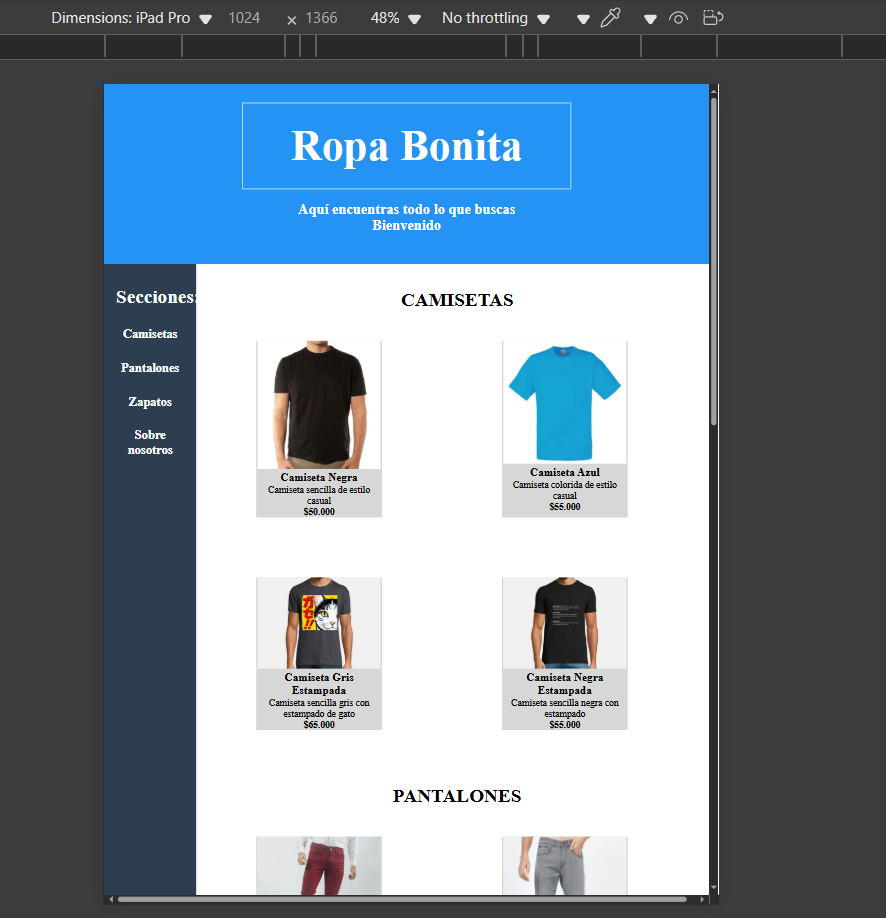 Dimensions: iPad Pro 1024 × 1366 48% No throttling
Ropa Bonita
Aquí encuentras todo lo que buscas
Bienvenido
Secciones:
Camisetas
Pantalones
Zapatos
Sobre
nosotros
CAMISETAS
Camiseta Negra
Camiseta sencilla de estilo
casual
$50.000
Camiseta Azul
Camiseta colorida de estilo
casual
$55.000
ガセ!!
Camiseta Gris
Estampada
Camiseta sencilla gris con
estampado de gato
$65.000
Camiseta Negra
Estampada
Camiseta sencilla negra con
estampado
$55.000
PANTALONES